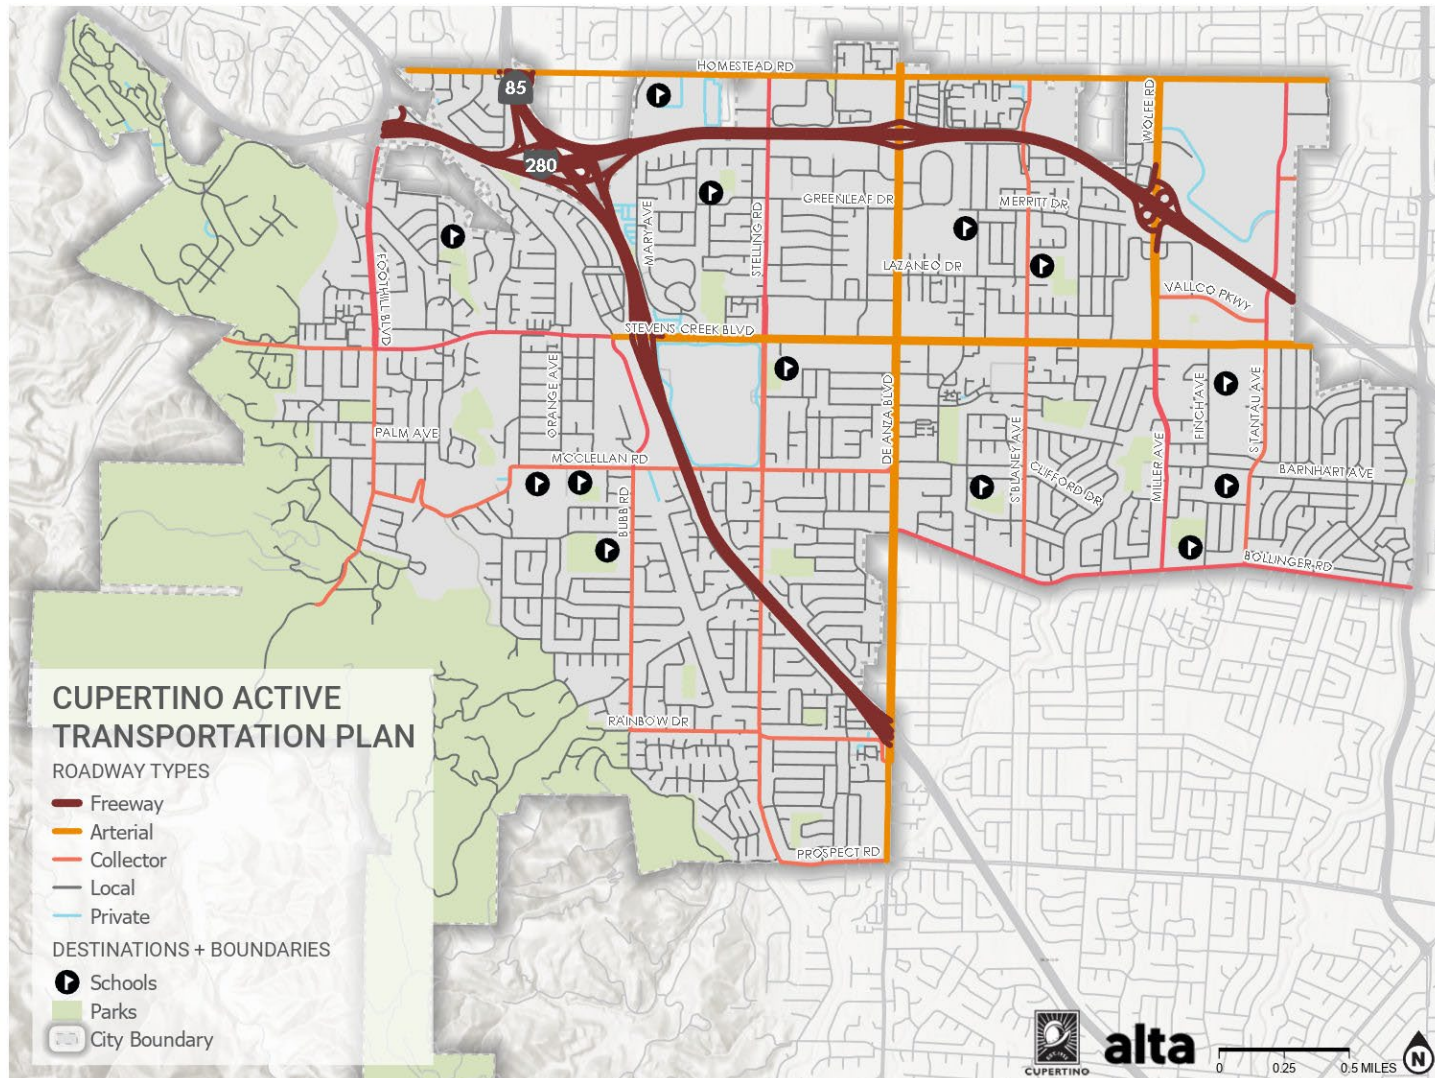 HOMESTEAD RD
85
280
WOLFE RD
MARY AVE
STELLING RD
GREENLEAF DR
MERRITT DR
FOOTHILL BLVD
LAZANEO DR
VALLCO PKWY
STEVENS CREEK BLVD
ORANGE AVE
DE ANZA BLVD
FINCH AVE
S TANTAU AVE
PALM AVE
MCCLELLAN RD
S BLANEY AVE
CLIFFORD DR
MILLER AVE
BARNHART AVE
BUBB RD
BOLLINGER RD
RAINBOW DR
PROSPECT RD
CUPERTINO ACTIVE
TRANSPORTATION PLAN
ROADWAY TYPES
Freeway
Arterial
Collector
Local
Private
DESTINATIONS + BOUNDARIES
Schools
Parks
City Boundary
CUPERTINO
alta
0
0.25
0.5 MILES
N